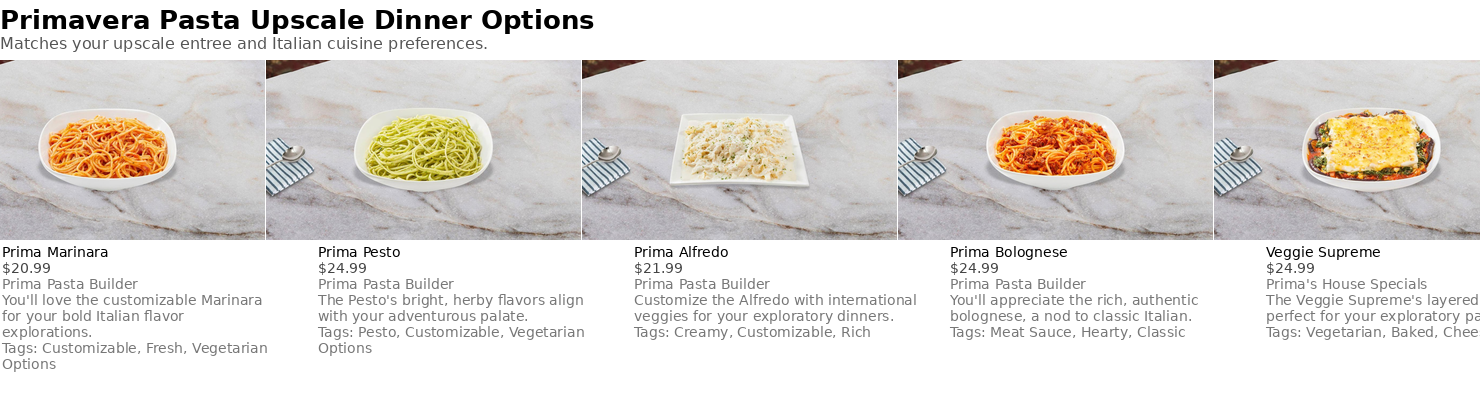 Primavera Pasta Upscale Dinner Options
Matches your upscale entree and Italian cuisine preferences.
Prima Marinara
$20.99
Prima Pasta Builder
You'll love the customizable Marinara
for your bold Italian flavor
explorations.
Tags: Customizable, Fresh, Vegetarian
Options
Prima Pesto
$24.99
Prima Pasta Builder
The Pesto's bright, herby flavors align
with your adventurous palate.
Tags: Pesto, Customizable, Vegetarian
Options
Prima Alfredo
$21.99
Prima Pasta Builder
Customize the Alfredo with international
veggies for your exploratory dinners.
Tags: Creamy, Customizable, Rich
Prima Bolognese
$24.99
Prima Pasta Builder
You'll appreciate the rich, authentic
bolognese, a nod to classic Italian.
Tags: Meat Sauce, Hearty, Classic
Veggie Supreme
$24.99
Prima's House Specials
The Veggie Supreme's layered
perfect for your exploratory
Tags: Vegetarian, Baked,